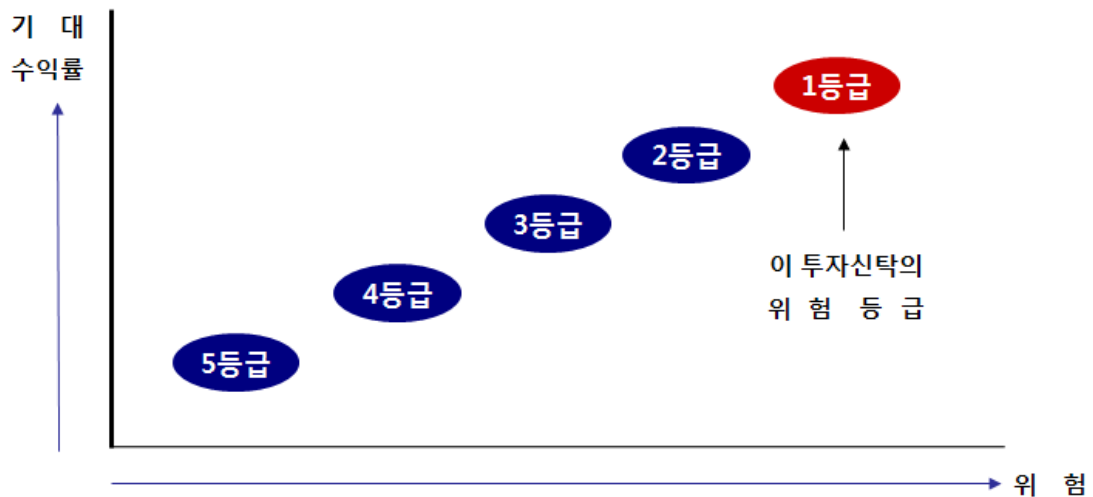 기 대
수익률
1등급
2등급
3등급
4등급
5등급
이 투자신탁의
위 험 등 급
위 험